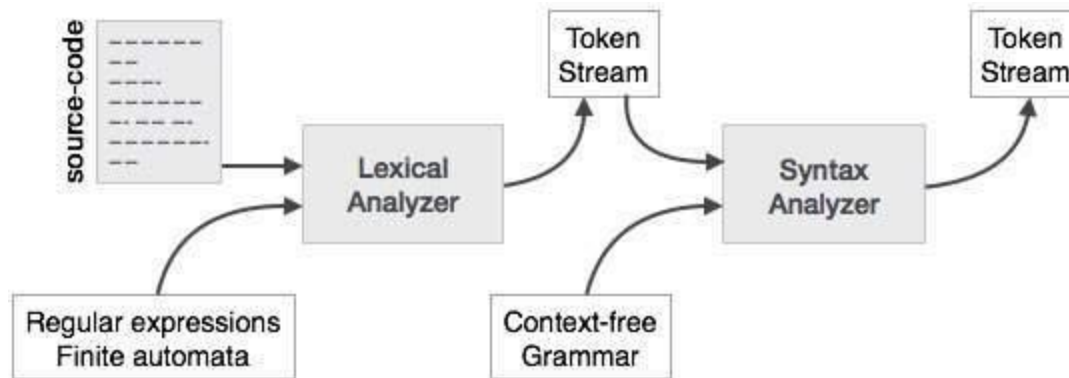 source-code
Token
Stream
Token
Stream
Lexical
Analyzer
Syntax
Analyzer
Regular expressions
Finite automata
Context-free
Grammar